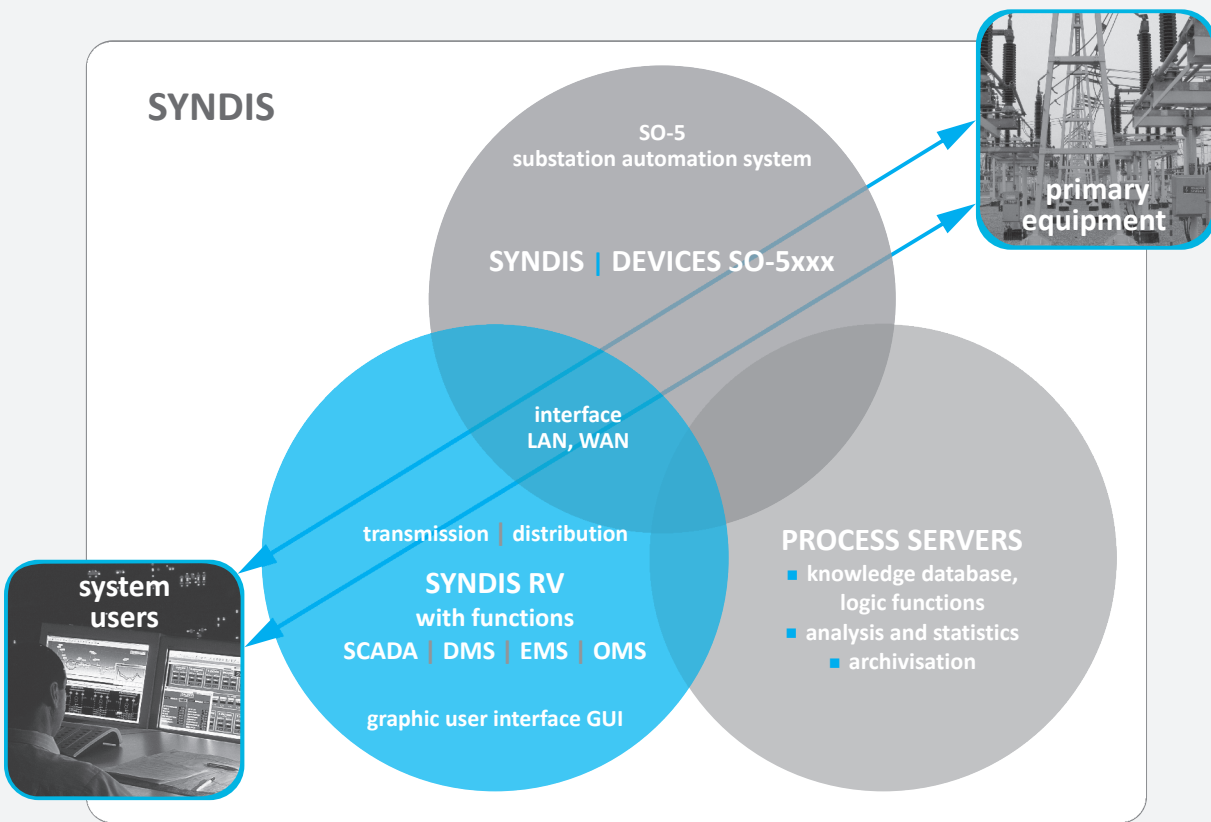 SYNDIS
SO-5
substation automation system
primary
equipment
SYNDIS | DEVICES SO-5xxx
interface
LAN, WAN
transmission | distribution
SYNDIS RV
with functions
SCADA | DMS | EMS | OMS
graphic user interface GUI
PROCESS SERVERS
■ knowledge database,
logic functions
■ analysis and statistics
■ archivisation
system
users